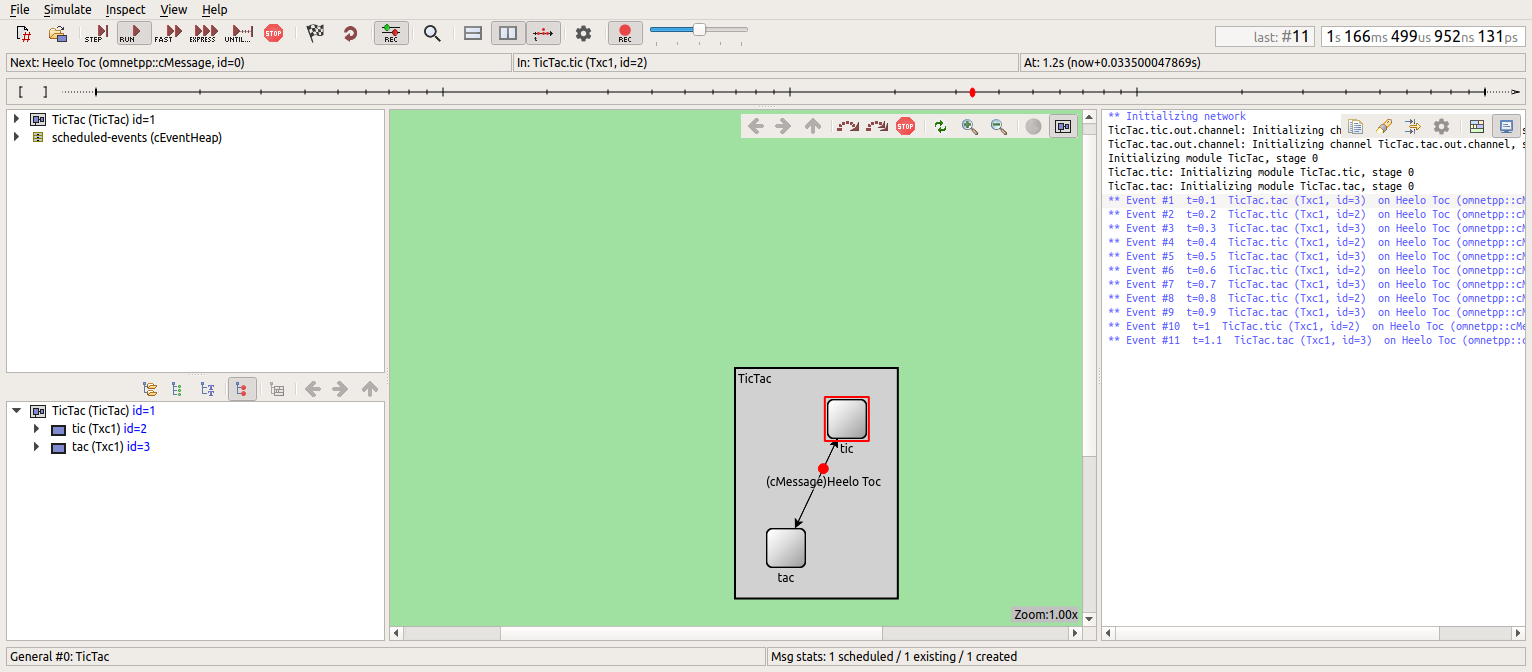 File Simulate Inspect View Help
STEP RUN FAST EXPRESS UNTIL... STOP REC REC last: #11 1s 166ms 499us 952ns 131ps
Next: Heelo Toc (omnetpp::cMessage, id=0) In: TicTac.tic (Txc1, id=2) At: 1.2s (now+0.033500047869s)
[ ]
TicTac (TicTac) id=1
scheduled-events (cEventHeap)
TicTac (TicTac) id=1
tic (Txc1) id=2
tac (Txc1) id=3
STOP
TicTac
tic
(cMessage)Heelo Toc
tac
Zoom:1.00x
** Initializing network
TicTac.tic.out.channel: Initializing ch
TicTac.tac.out.channel: Initializing channel TicTac.tac.out.channel, s
Initializing module TicTac, stage 0
TicTac.tic: Initializing module TicTac.tic, stage 0
TicTac.tac: Initializing module TicTac.tac, stage 0
** Event #1 t=0.1 TicTac.tac (Txc1, id=3) on Heelo Toc (omnetpp::cMe
** Event #2 t=0.2 TicTac.tic (Txc1, id=2) on Heelo Toc (omnetpp::cM
** Event #3 t=0.3 TicTac.tac (Txc1, id=3) on Heelo Toc (omnetpp::cM
** Event #4 t=0.4 TicTac.tic (Txc1, id=2) on Heelo Toc (omnetpp::cM
** Event #5 t=0.5 TicTac.tac (Txc1, id=3) on Heelo Toc (omnetpp::cM
** Event #6 t=0.6 TicTac.tic (Txc1, id=2) on Heelo Toc (omnetpp::cM
** Event #7 t=0.7 TicTac.tac (Txc1, id=3) on Heelo Toc (omnetpp::cM
** Event #8 t=0.8 TicTac.tic (Txc1, id=2) on Heelo Toc (omnetpp::cM
** Event #9 t=0.9 TicTac.tac (Txc1, id=3) on Heelo Toc (omnetpp::cM
** Event #10 t=1 TicTac.tic (Txc1, id=2) on Heelo Toc (omnetpp::cMe
** Event #11 t=1.1 TicTac.tac (Txc1, id=3) on Heelo Toc (omnetpp::c
General #0: TicTac Msg stats: 1 scheduled / 1 existing / 1 created